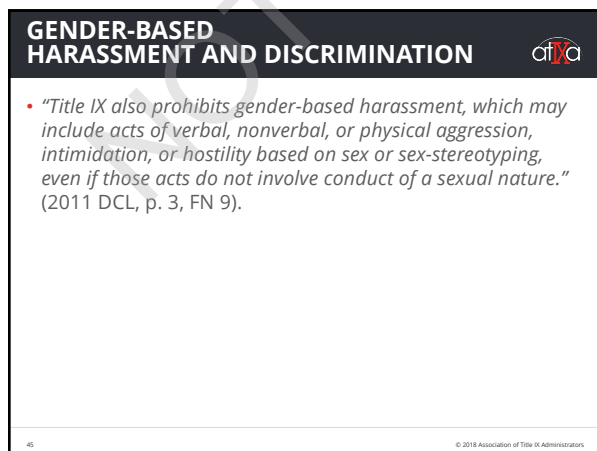 GENDER-BASED
HARASSMENT AND DISCRIMINATION
atIXa
• “Title IX also prohibits gender-based harassment, which may
include acts of verbal, nonverbal, or physical aggression,
intimidation, or hostility based on sex or sex-stereotyping,
even if those acts do not involve conduct of a sexual nature.”
(2011 DCL, p. 3, FN 9).
NOT
45
© 2018 Association of Title IX Administrators